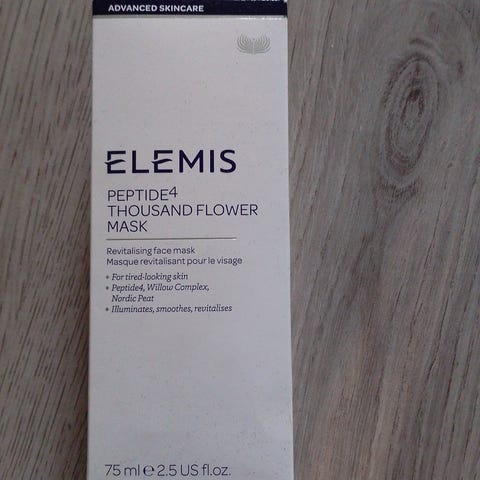 ADVANCED SKINCARE
ELEMIS
PEPTIDE4
THOUSAND FLOWER
MASK
Revitalising face mask
Masque revitalisant pour le visage
+ For tired-looking skin
+ Peptide4, Willow Complex,
Nordic Peat
+ Illuminates, smoothes, revitalises
75 ml ℮ 2.5 US fl.oz.